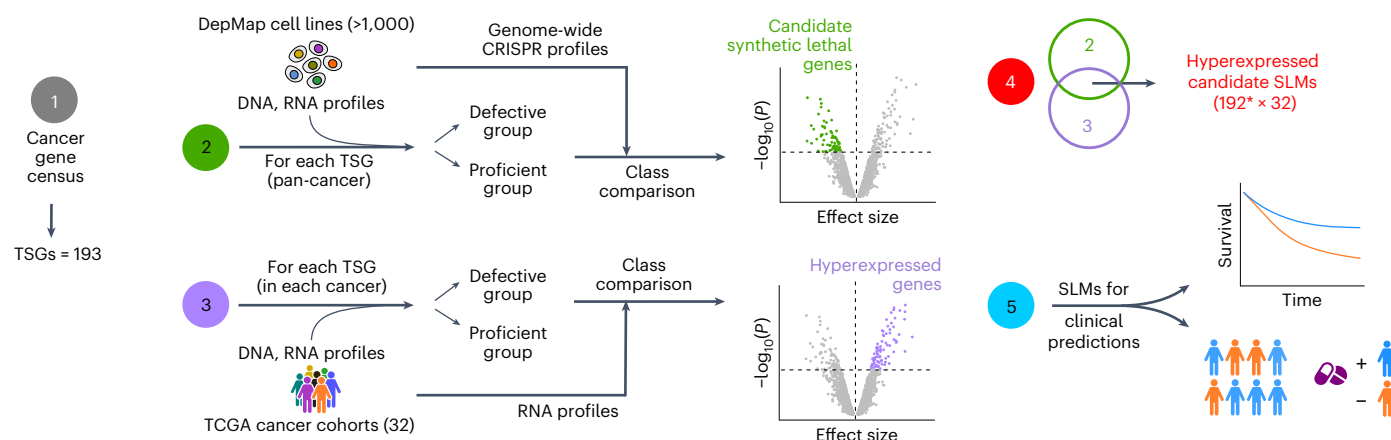 1
Cancer
gene
census
TSGs = 193
DepMap cell lines (>1,000)
DNA, RNA profiles
2
For each TSG
(pan-cancer)
Genome-wide
CRISPR profiles
Defective
group
Proficient
group
Class
comparison
Candidate
synthetic lethal
genes
−log10(P)
Effect size
3
For each TSG
(in each cancer)
DNA, RNA profiles
TCGA cancer cohorts (32)
Defective
group
Proficient
group
Class
comparison
RNA profiles
Hyperexpressed
genes
−log10(P)
Effect size
4
2
3
Hyperexpressed
candidate SLMs
(192* × 32)
5
SLMs for
clinical
predictions
Survival
Time
+
−